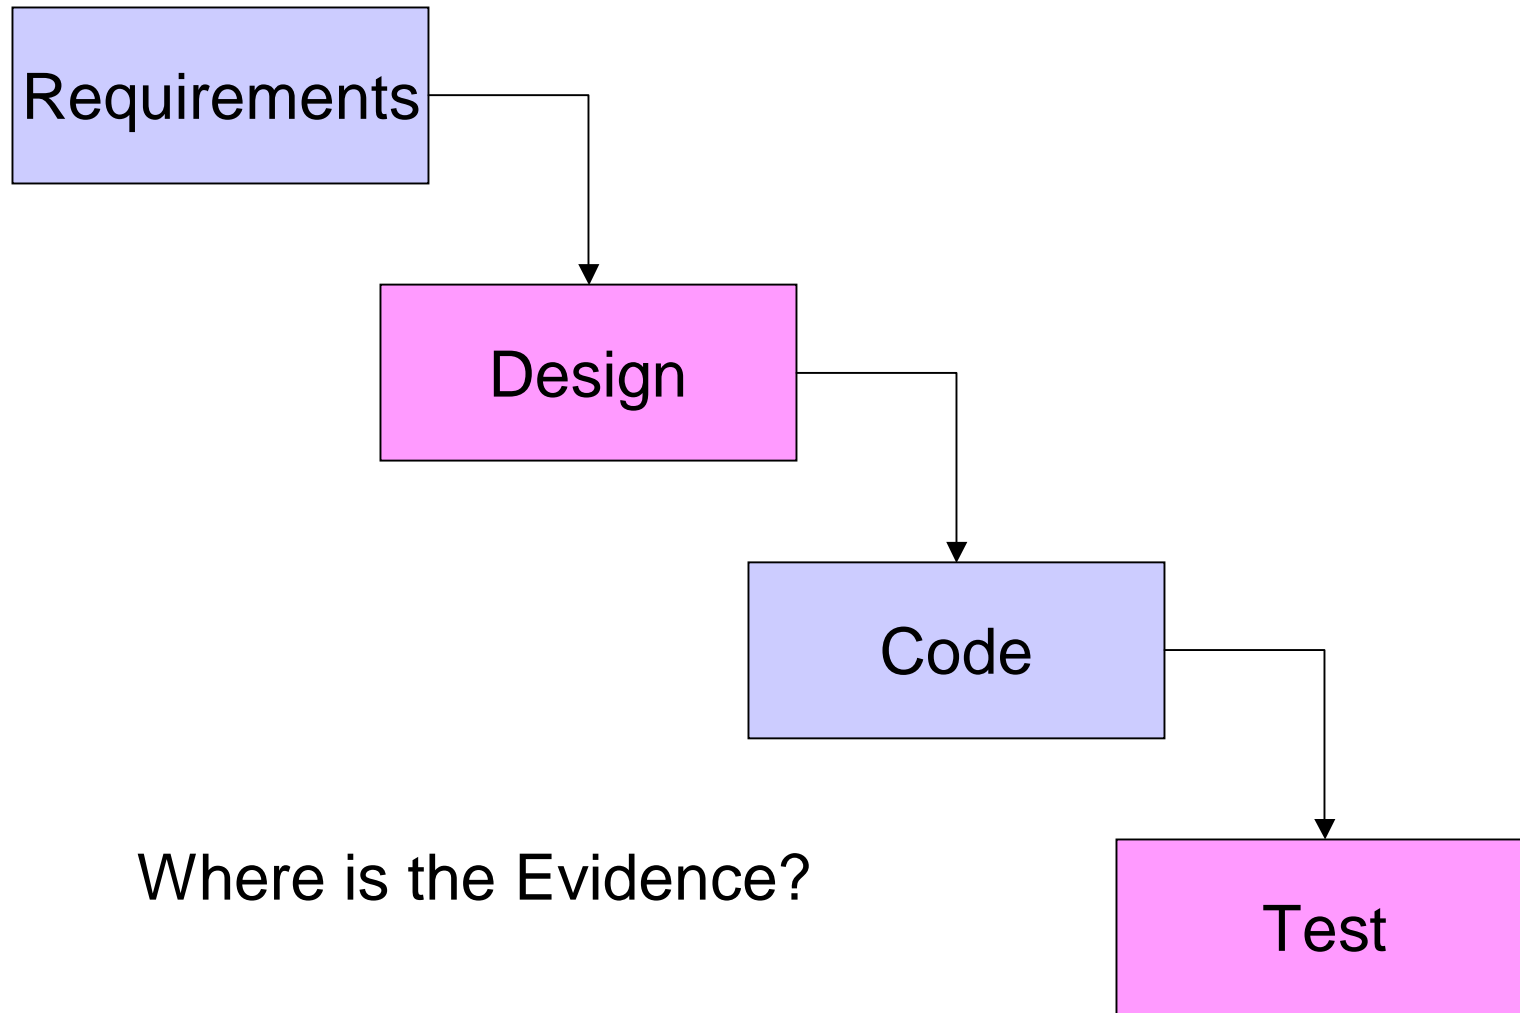 Requirements
Design
Code
Where is the Evidence?
Test